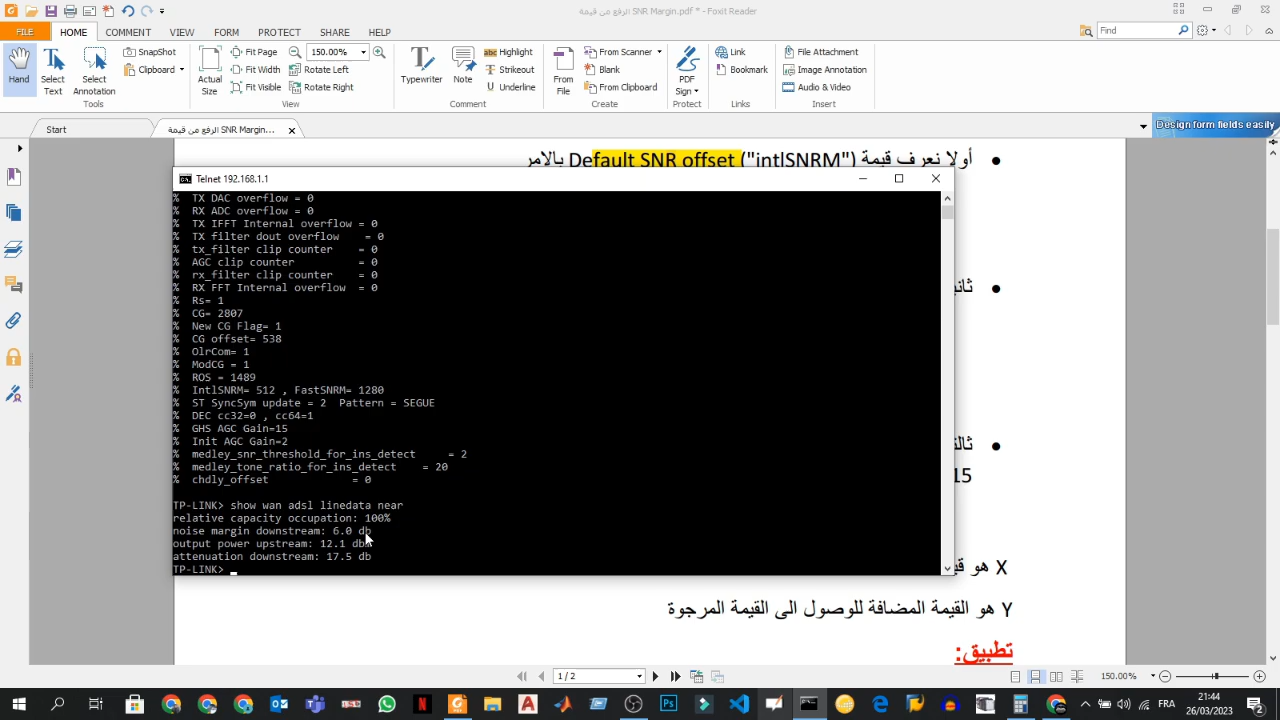 الرفع من قيمة SNR Margin.pdf * - Foxit Reader
FILE HOME COMMENT VIEW FORM PROTECT SHARE HELP
Find
Hand
Select Text
Select Annotation
SnapShot
Clipboard
Tools
Actual Size
Fit Page
Fit Width
Fit Visible
150.00%
Rotate Left
Rotate Right
View
Typewriter
Note
Highlight
Strikeout
Underline
Comment
From File
From Scanner
Blank
From Clipboard
Create
PDF Sign
Protect
Link
Bookmark
Links
File Attachment
Image Annotation
Audio & Video
Insert
Start
الرفع من قيمة SNR Margin...
Design form fields easily
أولا نعرف قيمة Default SNR offset ("intlSNRM") بالامر
Telnet 192.168.1.1
% TX DAC overflow = 0
% RX ADC overflow = 0
% TX IFFT Internal overflow = 0
% TX filter dout overflow = 0
% tx_filter clip counter = 0
% AGC clip counter = 0
% rx_filter clip counter = 0
% RX FFT Internal overflow = 0
% Rs= 1
% CG= 2807
% New CG Flag= 1
% CG offset= 538
% OlrCom= 1
% ModCG = 1
% ROS = 1489
% IntlSNRM= 512 , FastSNRM= 1280
% ST SyncSym update = 2 Pattern = SEGUE
% DEC cc32=0 , cc64=1
% GHS AGC Gain=15
% Init AGC Gain=2
% medley_snr_threshold_for_ins_detect = 2
% medley_tone_ratio_for_ins_detect = 20
% chdly_offset = 0
TP-LINK> show wan adsl linedata near
relative capacity occupation: 100%
noise margin downstream: 6.0 db
output power upstream: 12.1 dbm
attenuation downstream: 17.5 db
TP-LINK>
15
X هو
Y هو القيمة المضافة للوصول الى القيمة المرجوة
تطبيق:
1 / 2
150.00%
FRA
21:44
26/03/2023